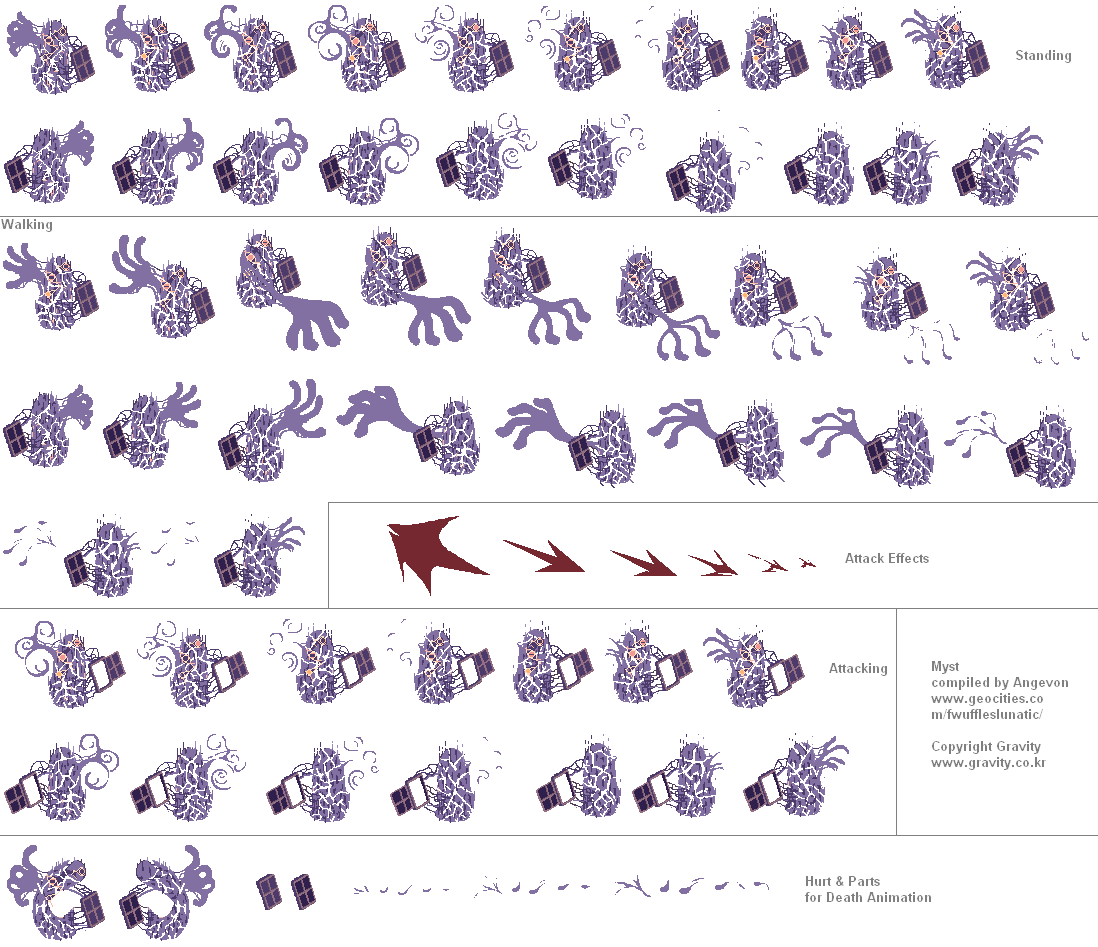 Standing
Walking
Attack Effects
Attacking
Myst
compiled by Angevon
www.geocities.co
m/fwuffleslunatic/
Copyright Gravity
www.gravity.co.kr
Hurt & Parts
for Death Animation